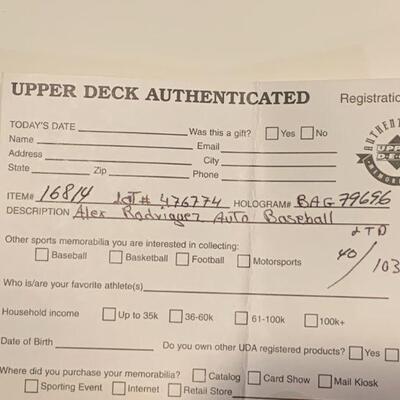 UPPER DECK AUTHENTICATED Registratio
TODAY'S DATE Was this a gift? Yes No
Name Email
Address City
State Zip Phone
ITEM# 16814 LOT# 476774 HOLOGRAM# BAG79696
DESCRIPTION Alex Rodriguez Auto Baseball
LTD
40/103
Other sports memorabilia you are interested in collecting:
Baseball Basketball Football Motorsports
Who is/are your favorite athlete(s)
Household income Up to 35k 36-60k 61-100k 100k+
Date of Birth Do you own other UDA registered products? Yes
Where did you purchase your memorabilia? Catalog Card Show Mail Kiosk
Sporting Event Internet Retail Store